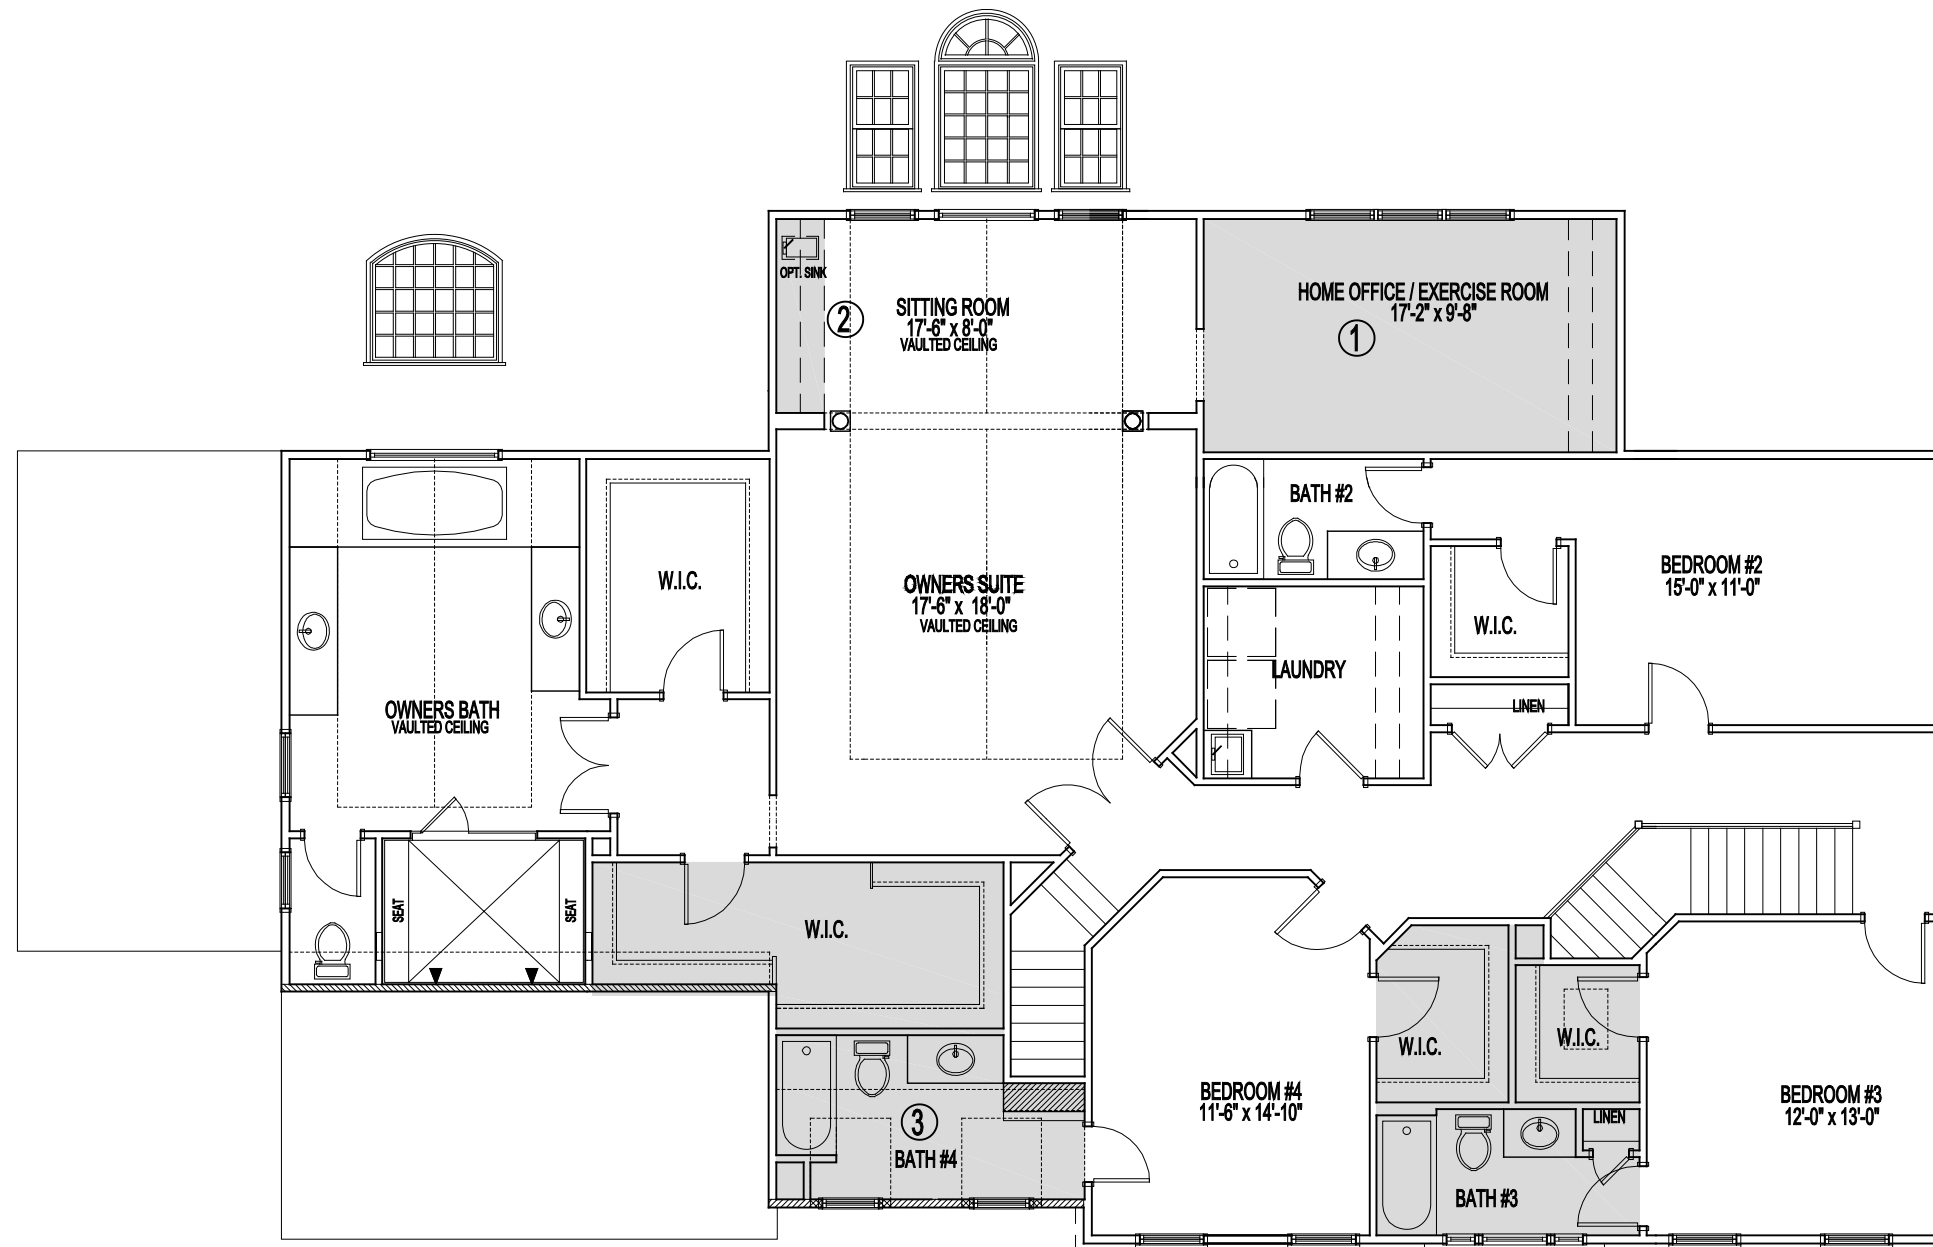 OPT. SINK
2
SITTING ROOM
17'-6" x 8'-0"
VAULTED CEILING
HOME OFFICE / EXERCISE ROOM
17'-2" x 9'-8"
1
BATH #2
W.I.C.
OWNERS SUITE
17'-6" x 18'-0"
VAULTED CEILING
BEDROOM #2
15'-0" x 11'-0"
W.I.C.
LAUNDRY
LINEN
OWNERS BATH
VAULTED CEILING
SEAT
SEAT
W.I.C.
W.I.C.
W.I.C.
BEDROOM #4
11'-6" x 14'-10"
BEDROOM #3
12'-0" x 13'-0"
3
BATH #4
LINEN
BATH #3